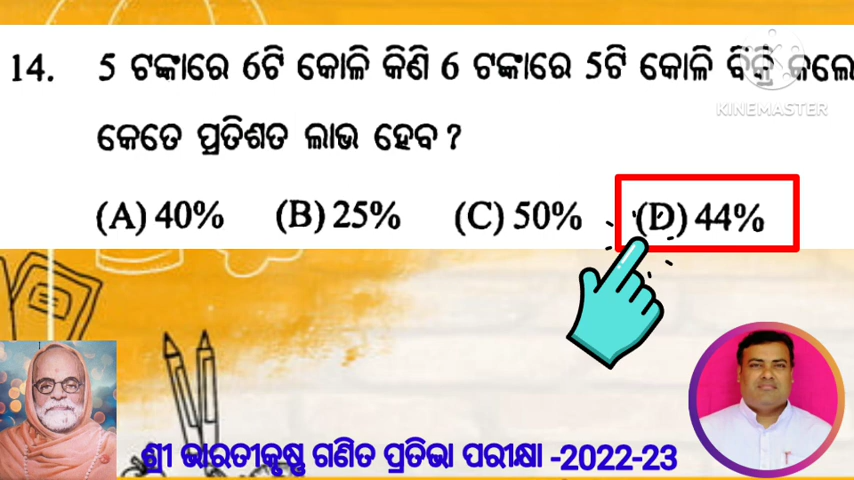 14. 5 ଟଙ୍କାରେ 6ଟି କୋଳି କିଣି 6 ଟଙ୍କାରେ 5ଟି କୋଳି ବିକ୍ରି କଲେ
KINEMASTER
କେତେ ପ୍ରତିଶତ ଲାଭ ହେବ ?
(A) 40% (B) 25% (C) 50% (D) 44%
ଶ୍ରୀ ଭାରତୀକୃଷ୍ଣ ଗଣିତ ପ୍ରତିଭା ପରୀକ୍ଷା -2022-23